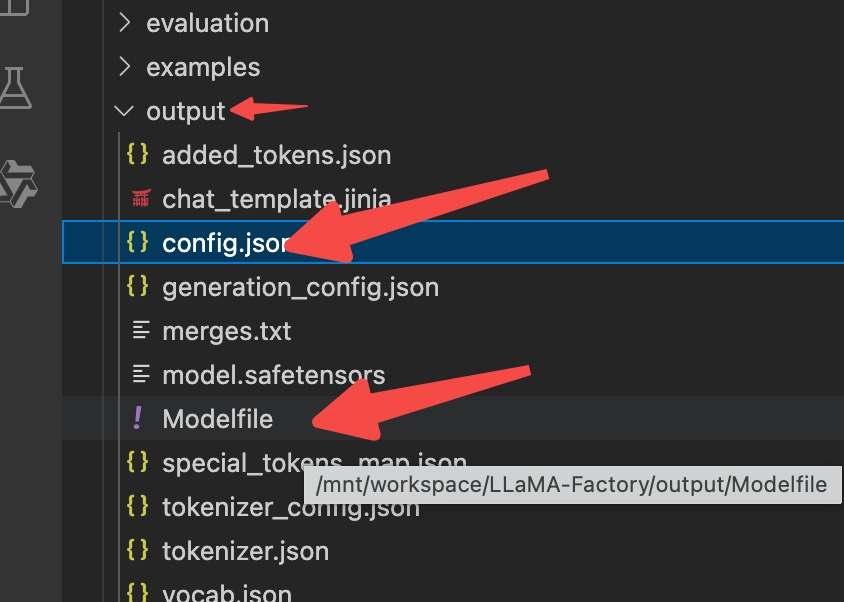 evaluation
examples
output
added_tokens.json
chat_template.jinja
config.json
generation_config.json
merges.txt
model.safetensors
Modelfile
special_tokens_map.json
/mnt/workspace/LLaMA-Factory/output/Modelfile
tokenizer_config.json
tokenizer.json
vocab.json